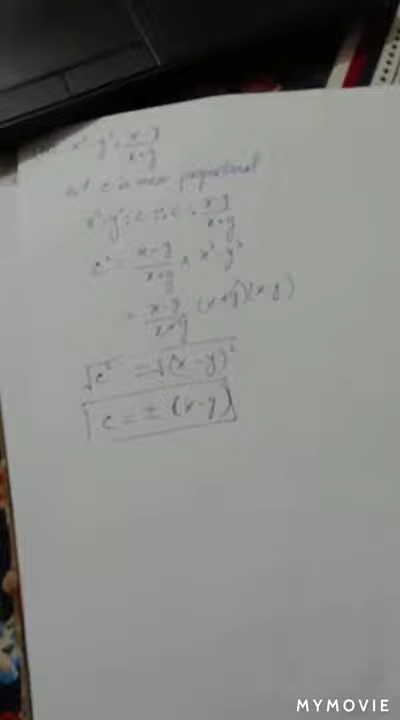 x² - y² : x-y/x+y
Let c is mean proportional
x² - y² : c :: c : x-y/x+y
c² = x-y/x+y × x² - y²
= x-y/x+y (x+y)(x-y)
√c² = √(x-y)²
c = ± (x-y)
MYMOVIE